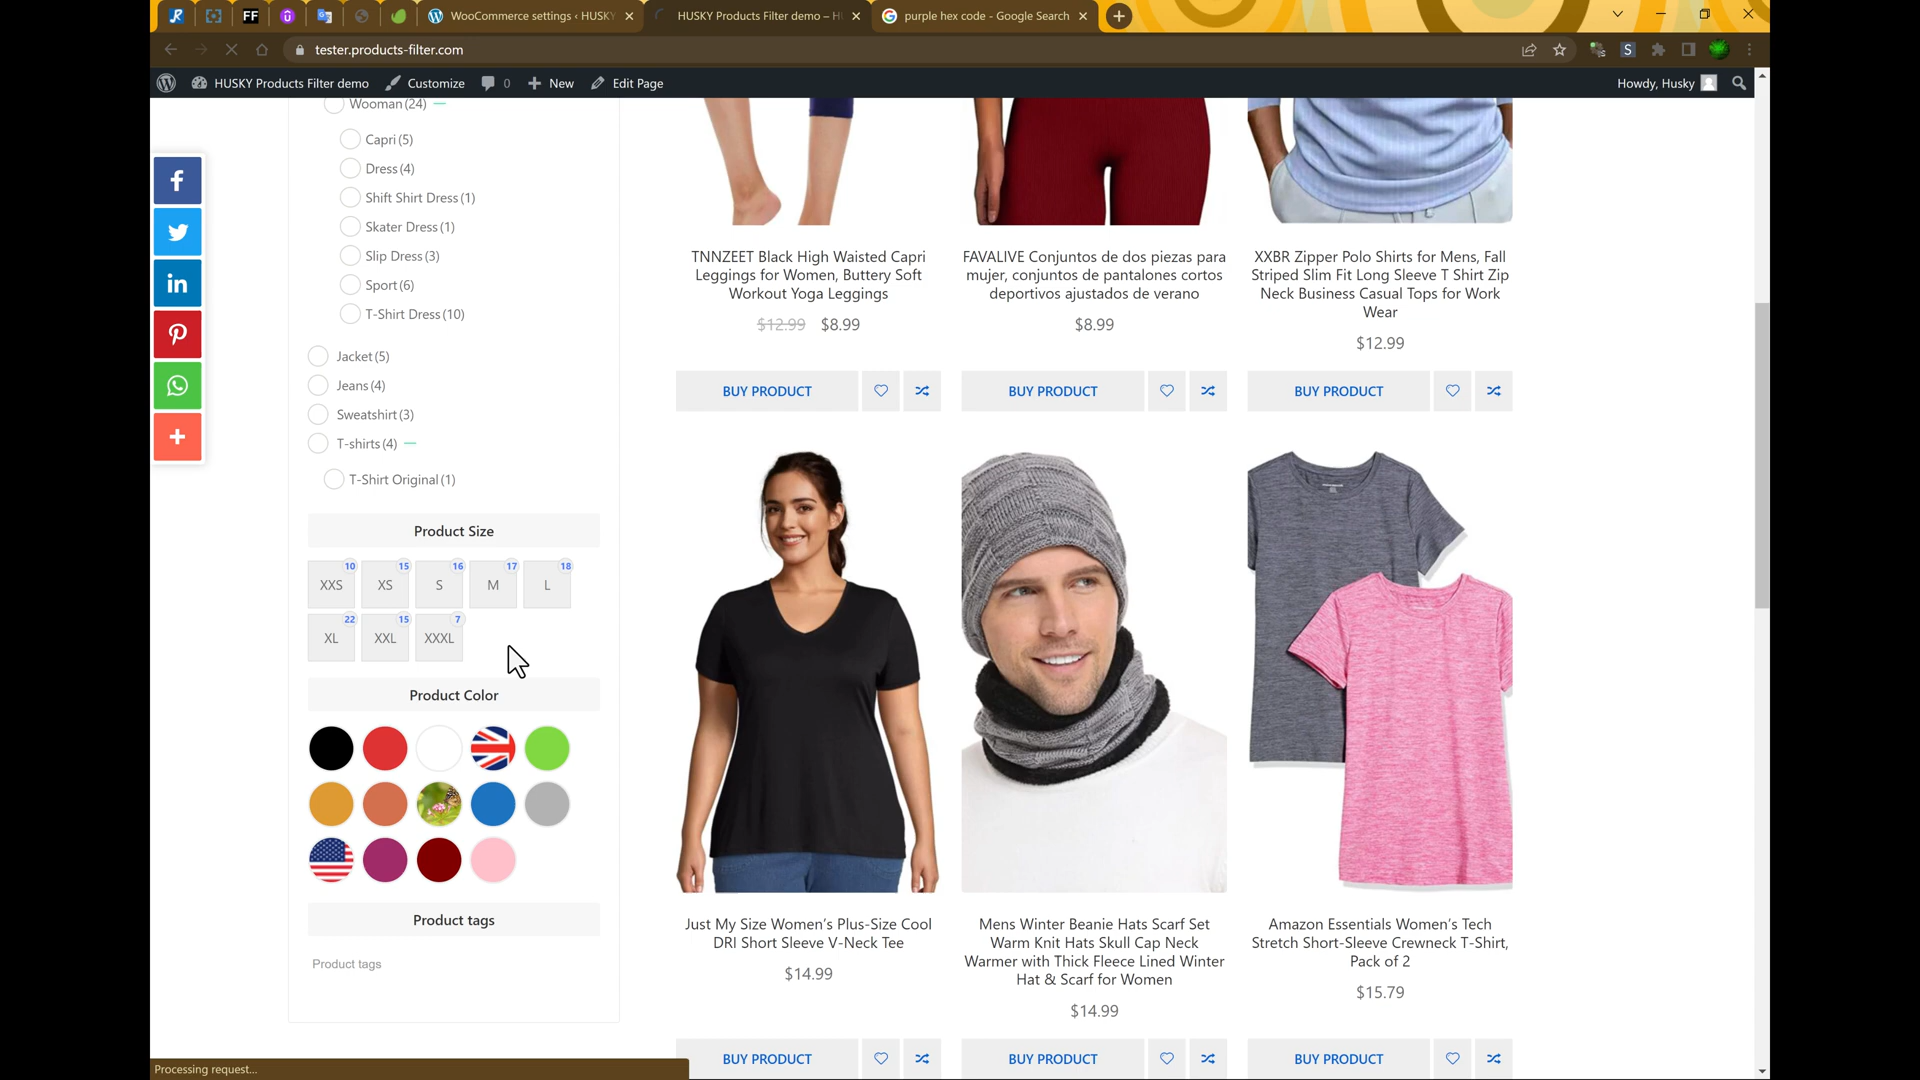 WooCommerce settings ‹ HUSKY
HUSKY Products Filter demo – H
purple hex code - Google Search
tester.products-filter.com
HUSKY Products Filter demo
Customize
0
New
Edit Page
Howdy, Husky
Wooman (24)
Capri (5)
Dress (4)
Shift Shirt Dress (1)
Skater Dress (1)
Slip Dress (3)
Sport (6)
T-Shirt Dress (10)
Jacket (5)
Jeans (4)
Sweatshirt (3)
T-shirts (4)
T-Shirt Original (1)
Product Size
10 15 16 17 18
XXS XS S M L
22 15 7
XL XXL XXXL
Product Color
Product tags
Product tags
TNNZEET Black High Waisted Capri
Leggings for Women, Buttery Soft
Workout Yoga Leggings
$12.99 $8.99
BUY PRODUCT
FAVALIVE Conjuntos de dos piezas para
mujer, conjuntos de pantalones cortos
deportivos ajustados de verano
$8.99
BUY PRODUCT
XXBR Zipper Polo Shirts for Mens, Fall
Striped Slim Fit Long Sleeve T Shirt Zip
Neck Business Casual Tops for Work
Wear
$12.99
BUY PRODUCT
Just My Size Women's Plus-Size Cool
DRI Short Sleeve V-Neck Tee
$14.99
BUY PRODUCT
Mens Winter Beanie Hats Scarf Set
Warm Knit Hats Skull Cap Neck
Warmer with Thick Fleece Lined Winter
Hat & Scarf for Women
$14.99
BUY PRODUCT
Amazon Essentials Women's Tech
Stretch Short-Sleeve Crewneck T-Shirt,
Pack of 2
$15.79
BUY PRODUCT
Processing request...